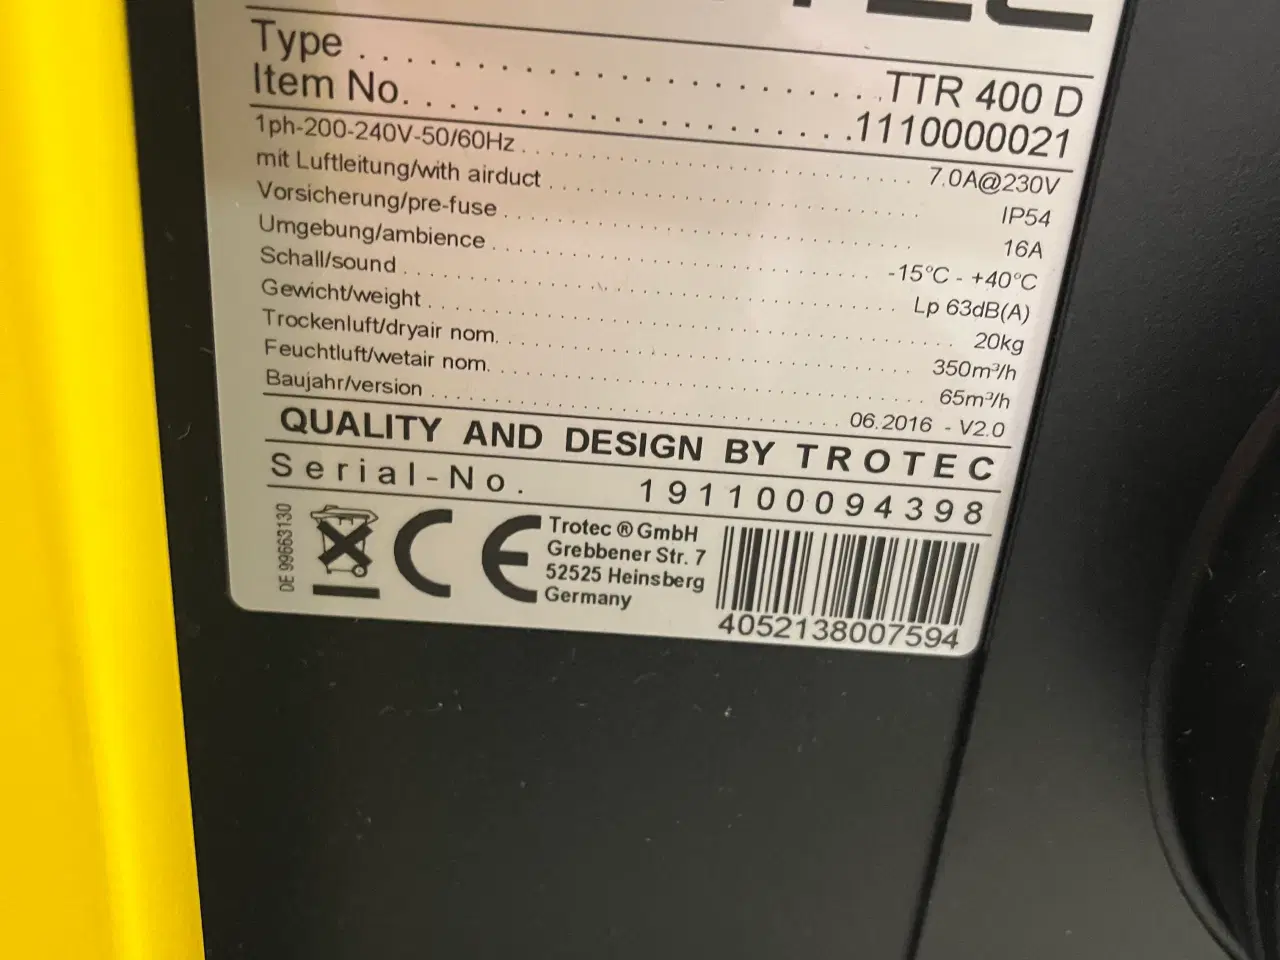 TEC
Type . . . . . . . . . . . . . . . . . . . . . . . TTR 400 D
Item No. . . . . . . . . . . . . . . . . . . . 1110000021
1ph-200-240V-50/60Hz . . . . . . . . . . . . . . . . 7.0A@230V
mit Luftleitung/with airduct . . . . . . . . . . . . . . . . IP54
Vorsicherung/pre-fuse . . . . . . . . . . . . . . . . 16A
Umgebung/ambience . . . . . . . . . . . . . . . . -15°C - +40°C
Schall/sound . . . . . . . . . . . . . . . . Lp 63dB(A)
Gewicht/weight . . . . . . . . . . . . . . . . 20kg
Trockenluft/dryair nom. . . . . . . . . . . . . . . . 350m³/h
Feuchtluft/wetair nom. . . . . . . . . . . . . . . . 65m³/h
Baujahr/version . . . . . . . . . . . . . . . . 06.2016 - V2.0
QUALITY AND DESIGN BY TROTEC
Serial-No. 191100094398
DE 99663130
CE
Trotec ® GmbH
Grebbener Str. 7
52525 Heinsberg
Germany
4052138007594